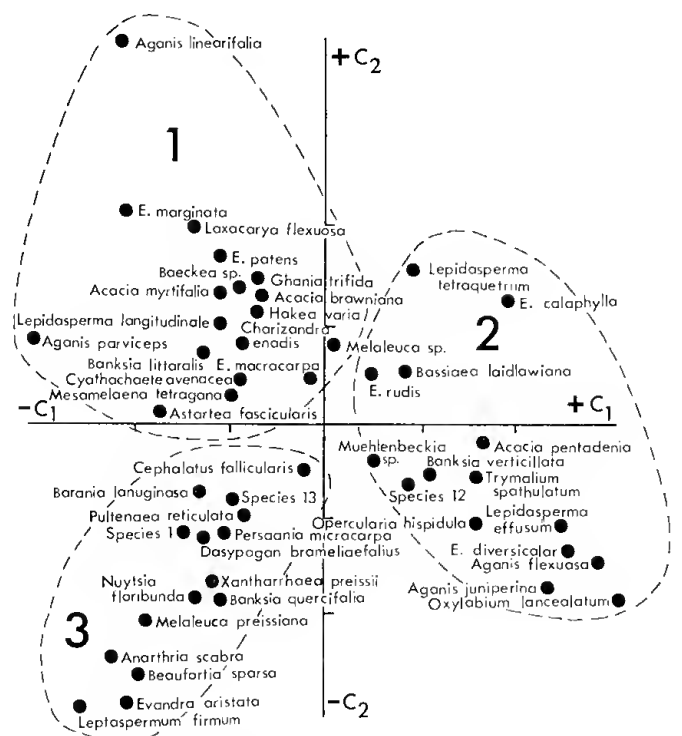 Aganis linearifalia
+C2
1
E. marginata
Laxacarya flexuosa
E. patens
Baeckea sp.
Ghania trifida
Acacia myrtifalia
Acacia brawniana
Hakea varia
Lepidasperma langitudinale
Charizandra
enadis
Aganis parviceps
Melaleuca sp.
Banksia littaralis
E. macracarpa
Cyathachaete avenacea
Mesamelaena tetragana
Astartea fascicularis
-C1
Lepidasperma
tetraquetrum
E. calaphylla
2
Bassiaea laidlawiana
E. rudis
+C1
Muehlenbeckia
sp.
Acacia pentadenia
Banksia verticillata
Trymalium
spathulatum
Species 12
Opercularia hispidula
Lepidasperma
effusum
E. diversicalar
Aganis flexuasa
Aganis juniperina
Oxylabium lancealatum
Cephalatus fallicularis
Barania lanuginasa
Species 13
Pultenaea reticulata
Species 1
Persaania micracarpa
Dasypagan brameliaefalius
Xantharrhaea preissii
Nuytsia
flaribunda
Banksia quercifalia
3
Melaleuca preissiana
Anarthria scabra
Beaufartia sparsa
Evandra aristata
Leptaspermum firmum
-C2